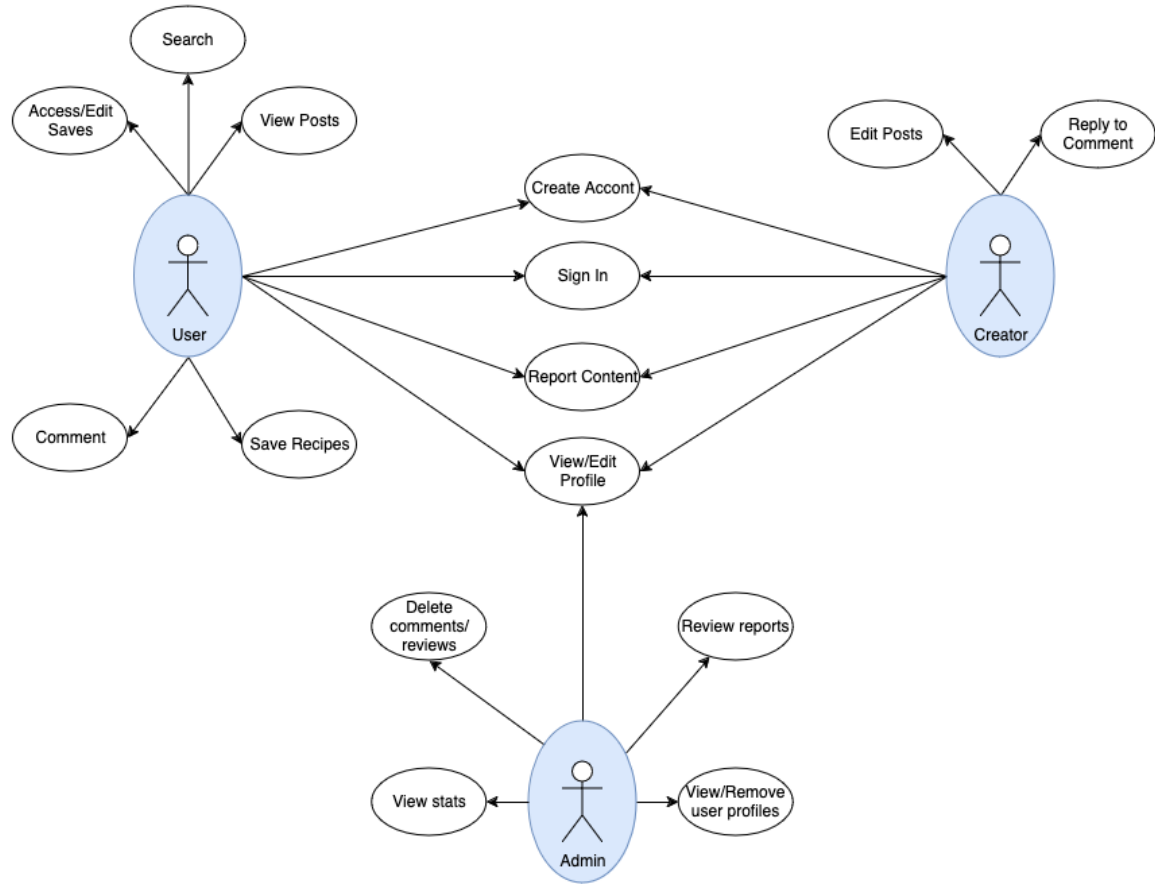 Search
Access/Edit
Saves
View Posts
Edit Posts
Reply to
Comment
Create Accont
Sign In
User
Creator
Report Content
Comment
Save Recipes
View/Edit
Profile
Delete
comments/
reviews
Review reports
View stats
View/Remove
user profiles
Admin